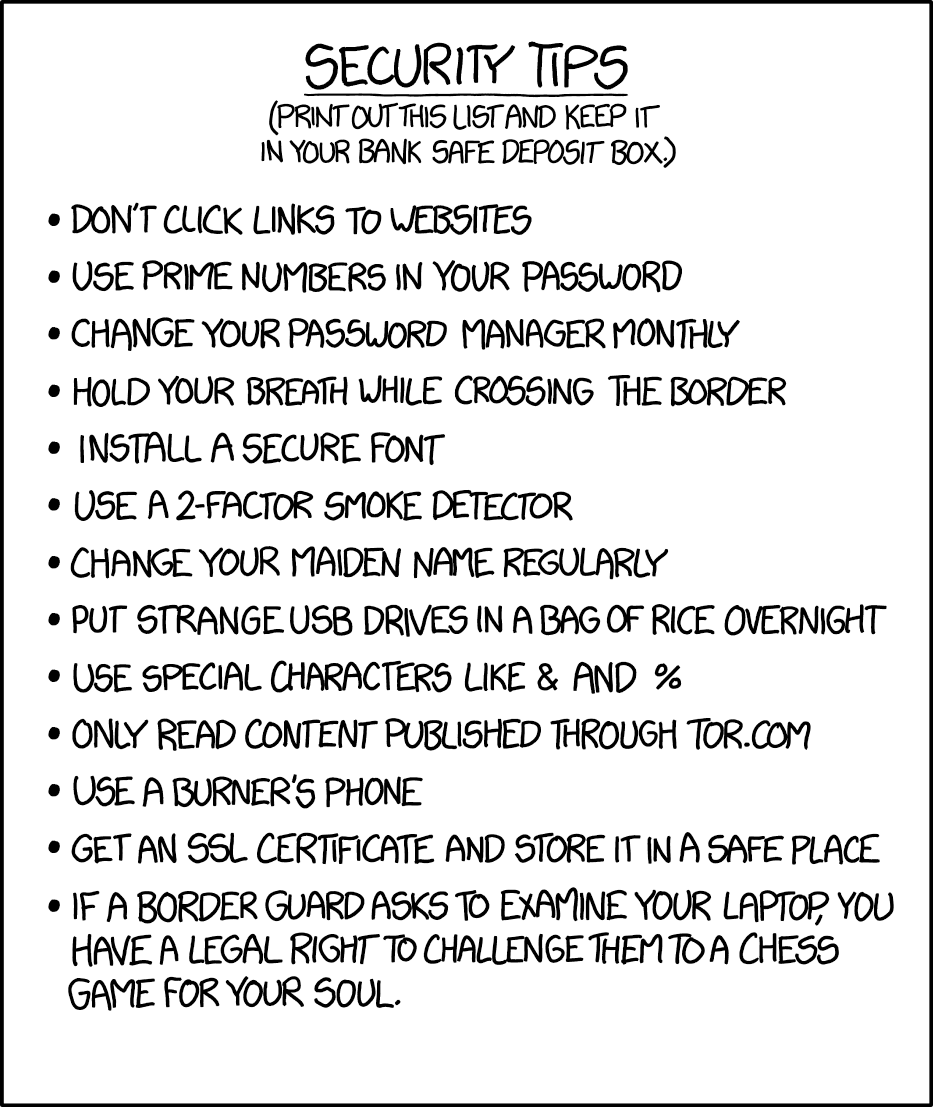 SECURITY TIPS
(PRINT OUT THIS LIST AND KEEP IT
IN YOUR BANK SAFE DEPOSIT BOX.)
• DON'T CLICK LINKS TO WEBSITES
• USE PRIME NUMBERS IN YOUR PASSWORD
• CHANGE YOUR PASSWORD MANAGER MONTHLY
• HOLD YOUR BREATH WHILE CROSSING THE BORDER
• INSTALL A SECURE FONT
• USE A 2-FACTOR SMOKE DETECTOR
• CHANGE YOUR MAIDEN NAME REGULARLY
• PUT STRANGE USB DRIVES IN A BAG OF RICE OVERNIGHT
• USE SPECIAL CHARACTERS LIKE & AND %
• ONLY READ CONTENT PUBLISHED THROUGH TOR.COM
• USE A BURNER'S PHONE
• GET AN SSL CERTIFICATE AND STORE IT IN A SAFE PLACE
• IF A BORDER GUARD ASKS TO EXAMINE YOUR LAPTOP, YOU
HAVE A LEGAL RIGHT TO CHALLENGE THEM TO A CHESS
GAME FOR YOUR SOUL.